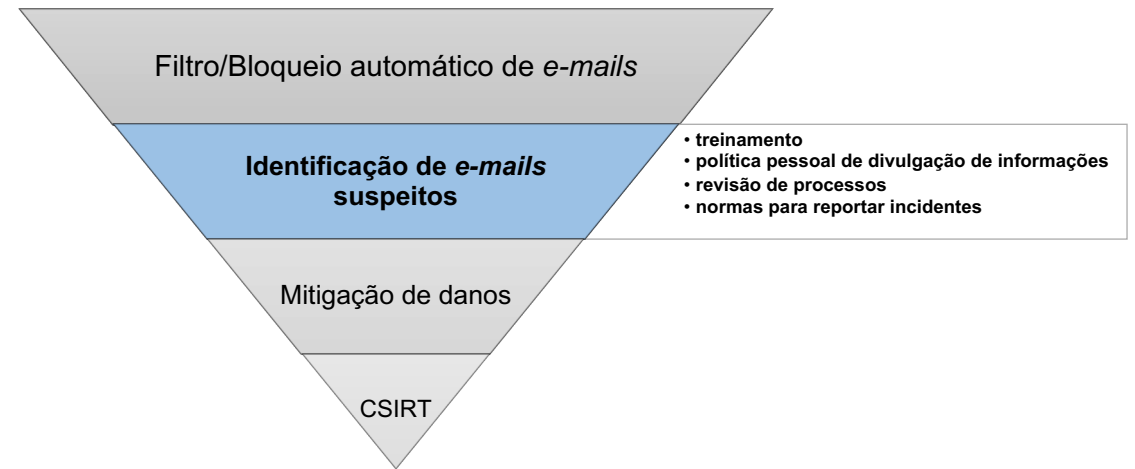 Filtro/Bloqueio automático de e-mails
Identificação de e-mails
suspeitos
• treinamento
• política pessoal de divulgação de informações
• revisão de processos
• normas para reportar incidentes
Mitigação de danos
CSIRT